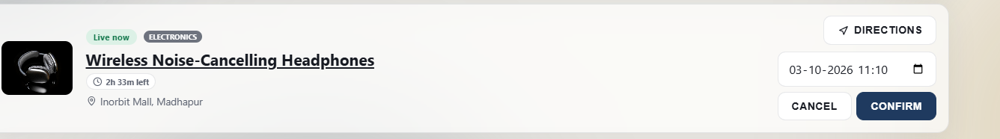 Live now ELECTRONICS
Wireless Noise-Cancelling Headphones
2h 33m left
Inorbit Mall, Madhapur
DIRECTIONS
03-10-2026 11:10
CANCEL CONFIRM